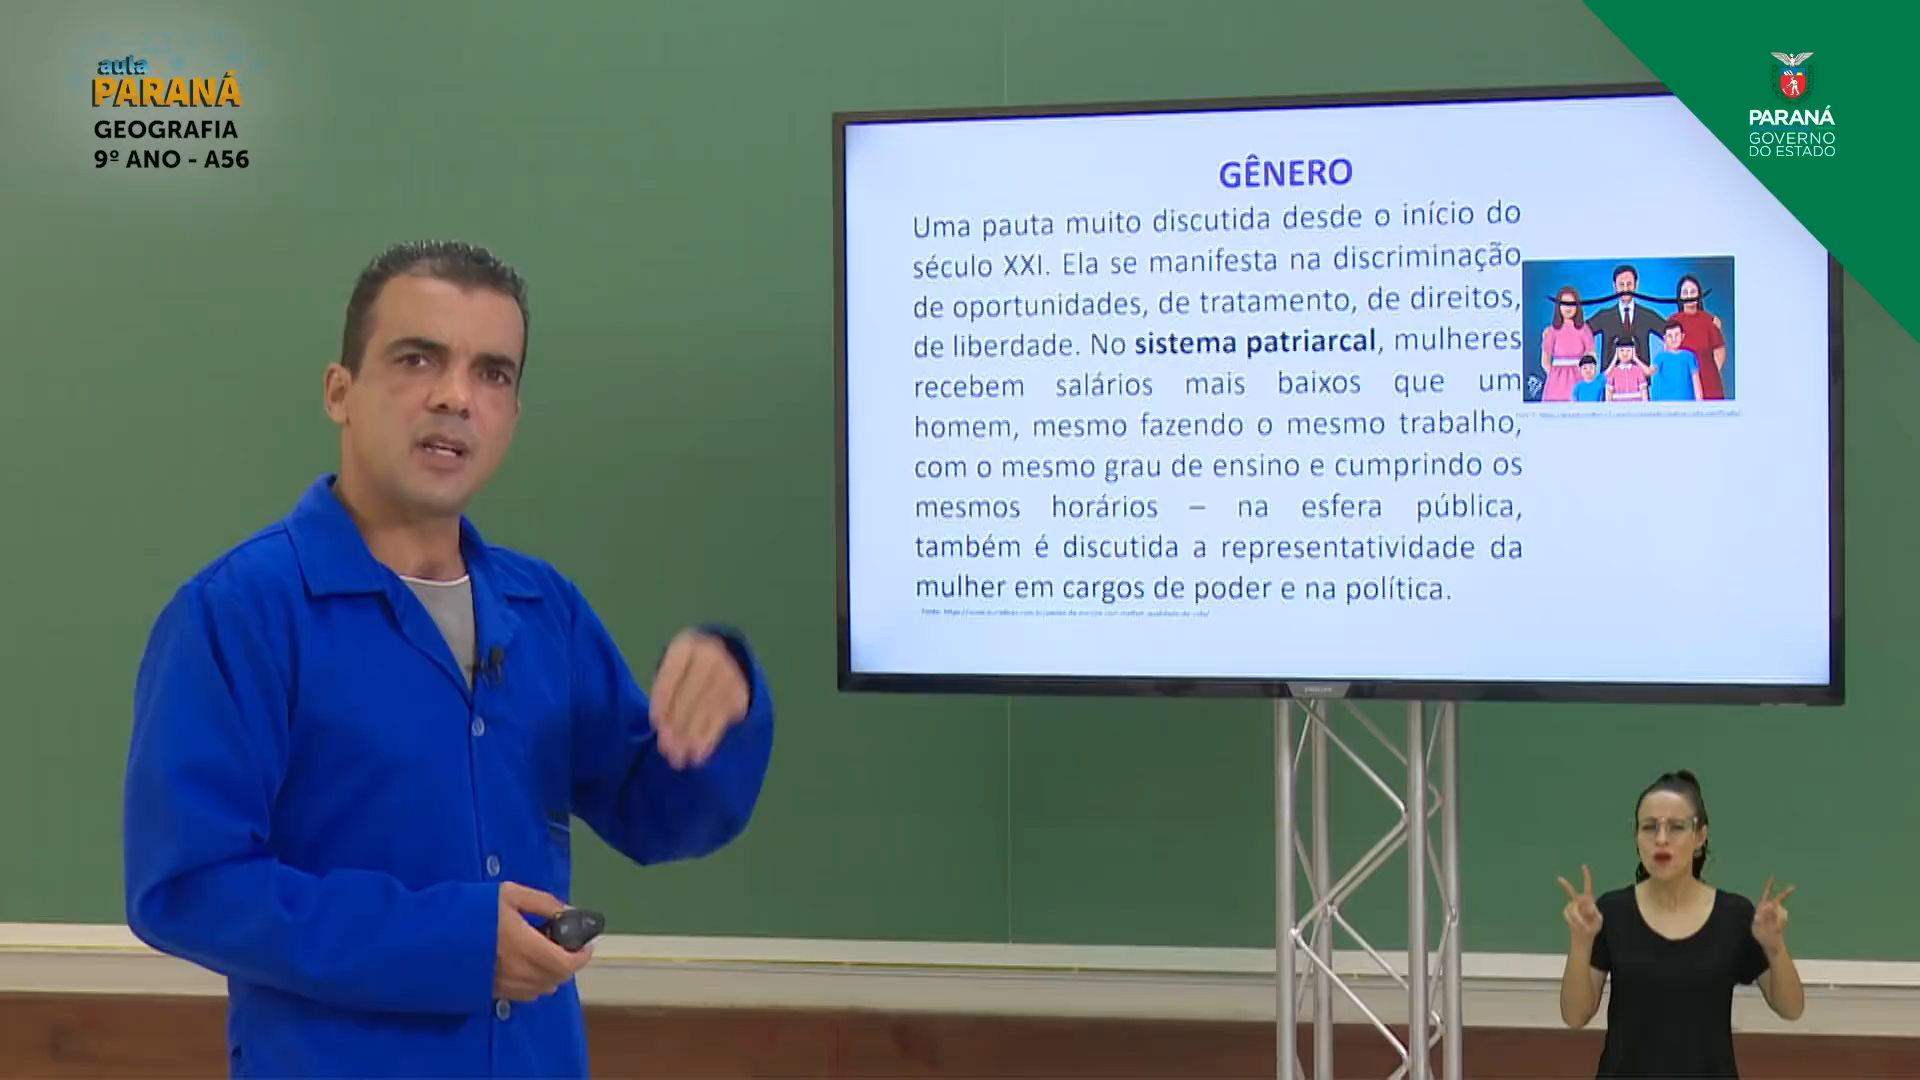 aula
PARANÁ
GEOGRAFIA
9º ANO - A56
PARANÁ
GOVERNO
DO ESTADO
GÊNERO
Uma pauta muito discutida desde o início do
século XXI. Ela se manifesta na discriminação
de oportunidades, de tratamento, de direitos,
de liberdade. No sistema patriarcal, mulheres
recebem salários mais baixos que um
homem, mesmo fazendo o mesmo trabalho,
com o mesmo grau de ensino e cumprindo os
mesmos horários – na esfera pública,
também é discutida a representatividade da
mulher em cargos de poder e na política.